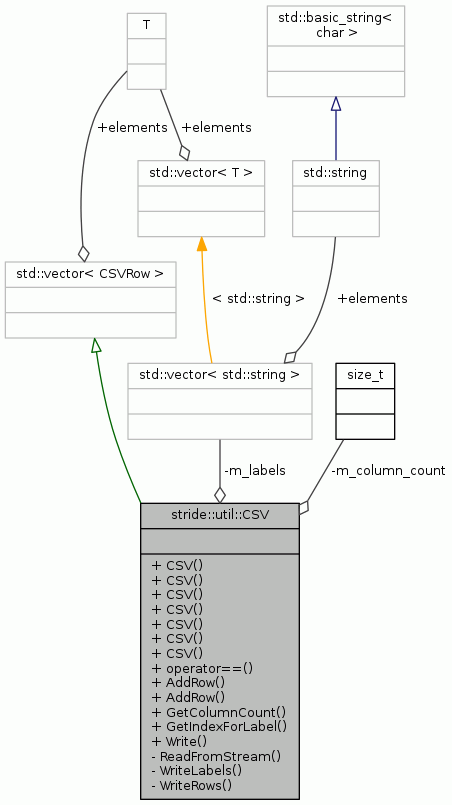 T
std::basic_string<
char >
+elements
+elements
std::vector< T >
std::string
std::vector< CSVRow >
< std::string >
+elements
std::vector< std::string >
size_t
-m_labels
-m_column_count
stride::util::CSV
+ CSV()
+ CSV()
+ CSV()
+ CSV()
+ CSV()
+ CSV()
+ CSV()
+ operator==()
+ AddRow()
+ AddRow()
+ GetColumnCount()
+ GetIndexForLabel()
+ Write()
- ReadFromStream()
- WriteLabels()
- WriteRows()